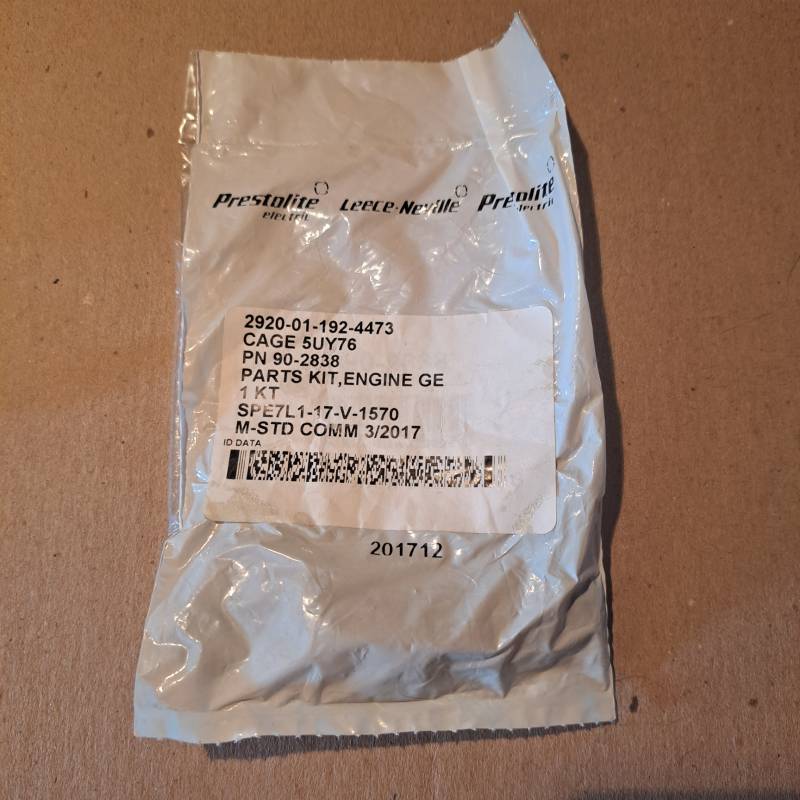 Prestolite Leece-Neville Prestolite
electric electric
2920-01-192-4473
CAGE 5UY76
PN 90-2838
PARTS KIT,ENGINE GE
1 KT
SPE7L1-17-V-1570
M-STD COMM 3/2017
ID DATA
201712